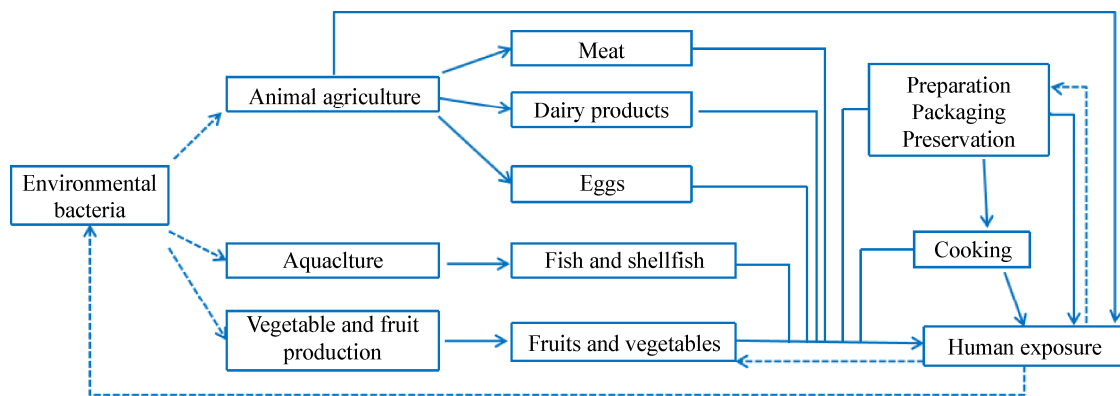 Environmental
bacteria
Animal agriculture
Aquaclture
Vegetable and fruit
production
Meat
Dairy products
Eggs
Fish and shellfish
Fruits and vegetables
Preparation
Packaging
Preservation
Cooking
Human exposure